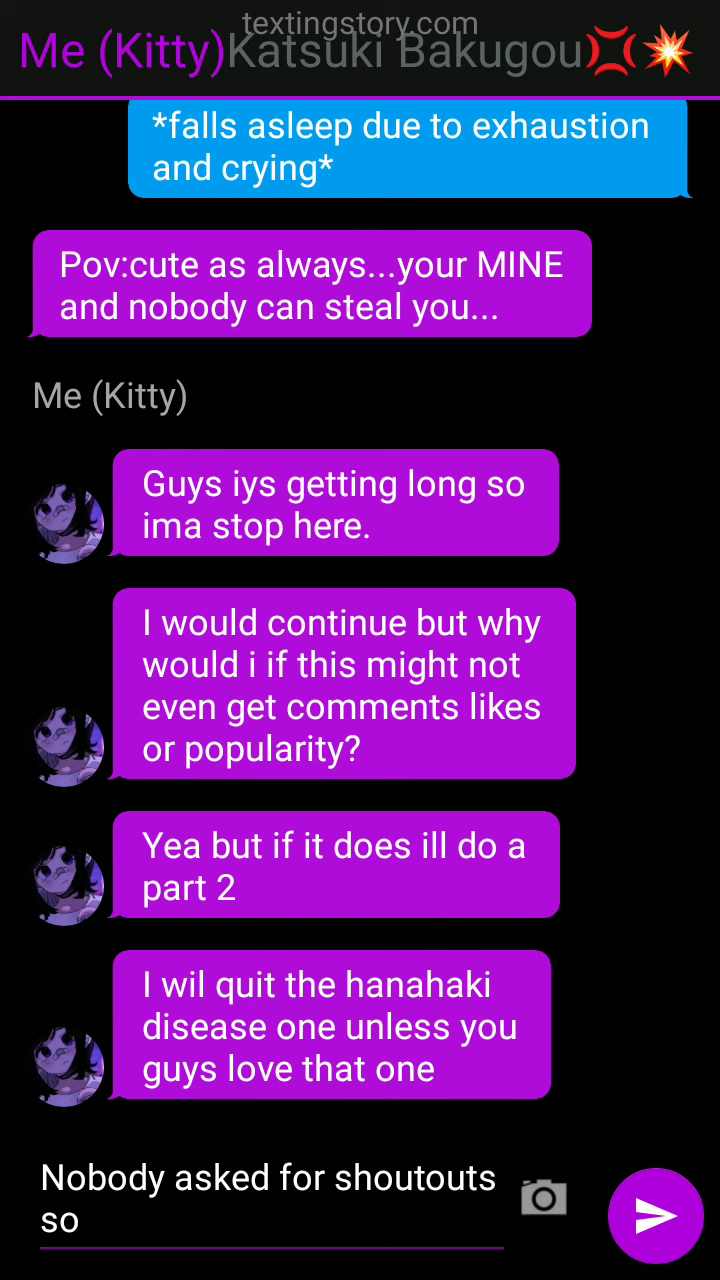 textingstory.com
Me (Kitty)Katsuki Bakugou💢💥
*falls asleep due to exhaustion
and crying*
Pov:cute as always...your MINE
and nobody can steal you...
Me (Kitty)
Guys iys getting long so
ima stop here.
I would continue but why
would i if this might not
even get comments likes
or popularity?
Yea but if it does ill do a
part 2
I wil quit the hanahaki
disease one unless you
guys love that one
Nobody asked for shoutouts
so